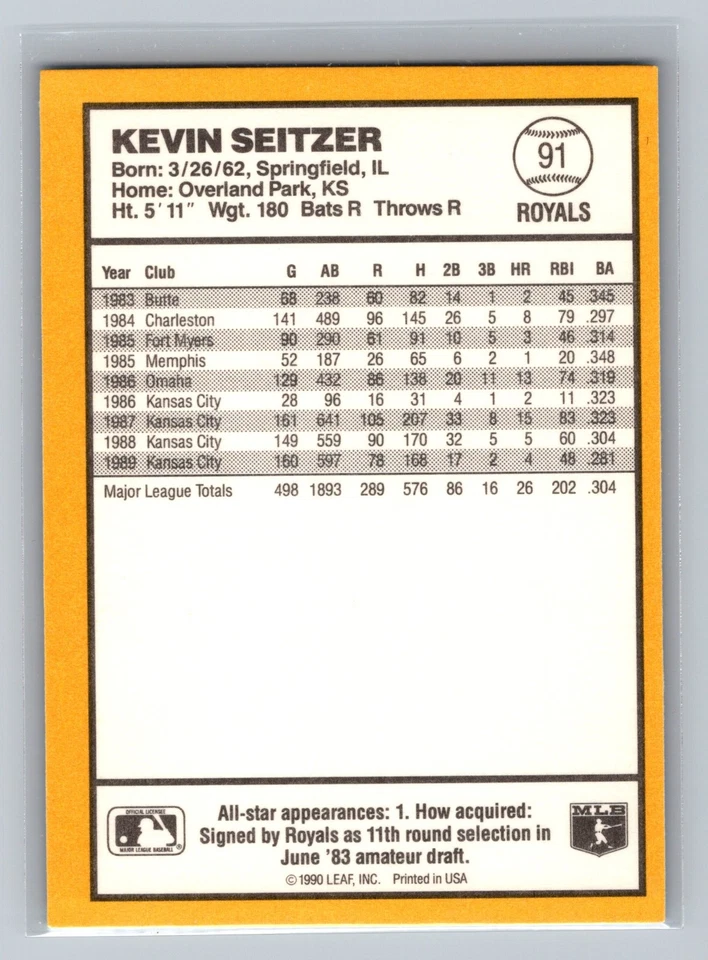 KEVIN SEITZER
Born: 3/26/62, Springfield, IL
Home: Overland Park, KS
Ht. 5' 11" Wgt. 180 Bats R Throws R
91
ROYALS
Year Club G AB R H 2B 3B HR RBI BA
1983 Butte 68 238 60 82 14 1 2 45 .345
1984 Charleston 141 489 96 145 26 5 8 79 .297
1985 Fort Myers 90 290 61 91 10 5 3 46 .314
1985 Memphis 52 187 26 65 6 2 1 20 .348
1986 Omaha 129 432 86 138 20 11 13 74 .319
1986 Kansas City 28 96 16 31 4 1 2 11 .323
1987 Kansas City 161 641 105 207 33 8 15 83 .323
1988 Kansas City 149 559 90 170 32 5 5 60 .304
1989 Kansas City 160 597 78 168 17 2 4 48 .281
Major League Totals 498 1893 289 576 86 16 26 202 .304
OFFICIAL LICENSEE
MAJOR LEAGUE BASEBALL
®
All-star appearances: 1. How acquired:
Signed by Royals as 11th round selection in
June '83 amateur draft.
© 1990 LEAF, INC. Printed in USA
MLB